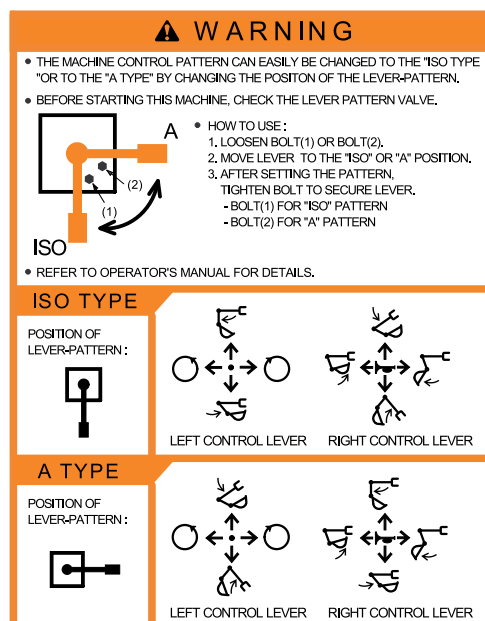 WARNING
• THE MACHINE CONTROL PATTERN CAN EASILY BE CHANGED TO THE "ISO TYPE
"OR TO THE "A TYPE" BY CHANGING THE POSITON OF THE LEVER-PATTERN.
• BEFORE STARTING THIS MACHINE, CHECK THE LEVER PATTERN VALVE.
A
(2)
(1)
ISO
• HOW TO USE :
1. LOOSEN BOLT(1) OR BOLT(2).
2. MOVE LEVER TO THE "ISO" OR "A" POSITION.
3. AFTER SETTING THE PATTERN,
TIGHTEN BOLT TO SECURE LEVER.
- BOLT(1) FOR "ISO" PATTERN
- BOLT(2) FOR "A" PATTERN
• REFER TO OPERATOR'S MANUAL FOR DETAILS.
ISO TYPE
POSITION OF
LEVER-PATTERN :
LEFT CONTROL LEVER
RIGHT CONTROL LEVER
A TYPE
POSITION OF
LEVER-PATTERN :
LEFT CONTROL LEVER
RIGHT CONTROL LEVER